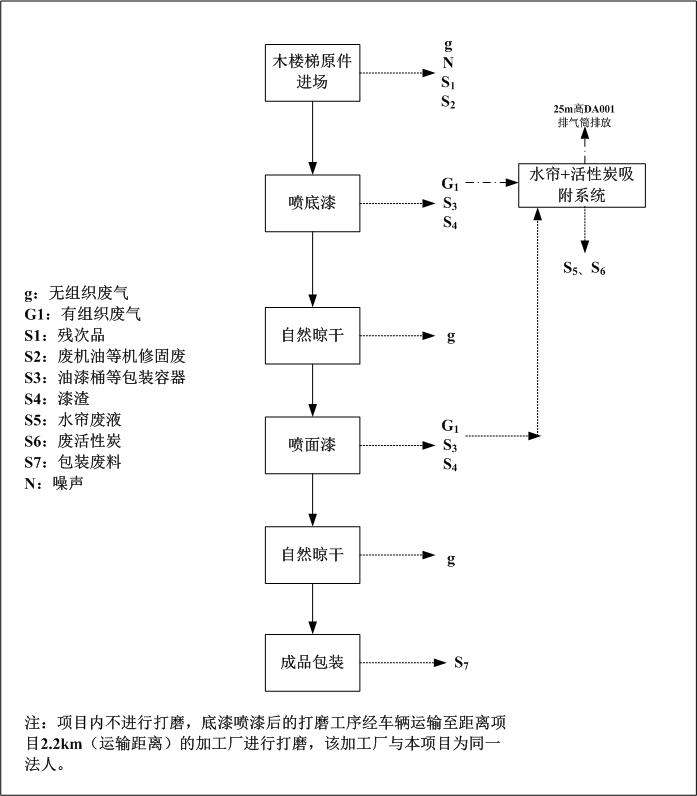 木楼梯原件
进场
g
N
S1
S2
25m高DA001
排气筒排放
水帘+活性炭吸
附系统
喷底漆
G1
S3
S4
S5、S6
g：无组织废气
G1：有组织废气
S1：残次品
S2：废机油等机修固废
S3：油漆桶等包装容器
S4：漆渣
S5：水帘废液
S6：废活性炭
S7：包装废料
N：噪声
自然晾干
g
喷面漆
G1
S3
S4
自然晾干
g
成品包装
S7
注：项目内不进行打磨，底漆喷漆后的打磨工序经车辆运输至距离项
目2.2km（运输距离）的加工厂进行打磨，该加工厂与本项目为同一
法人。